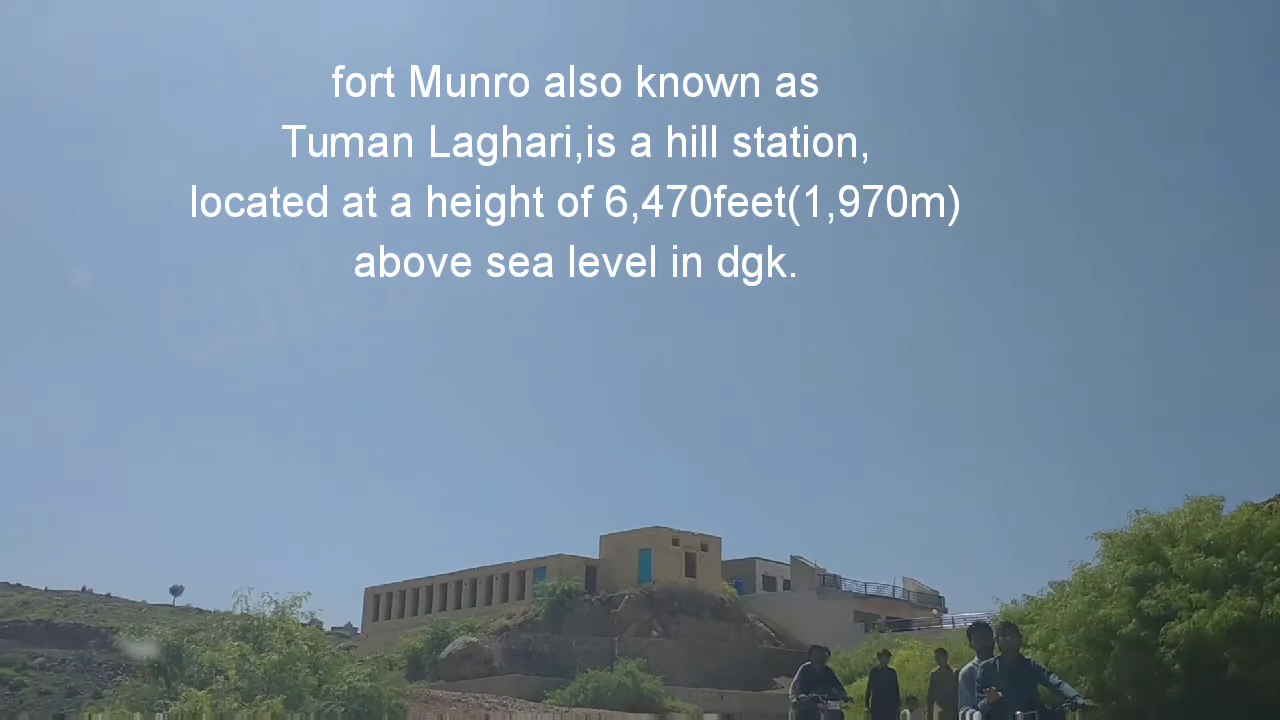 fort Munro also known as
Tuman Laghari,is a hill station,
located at a height of 6,470feet(1,970m)
above sea level in dgk.